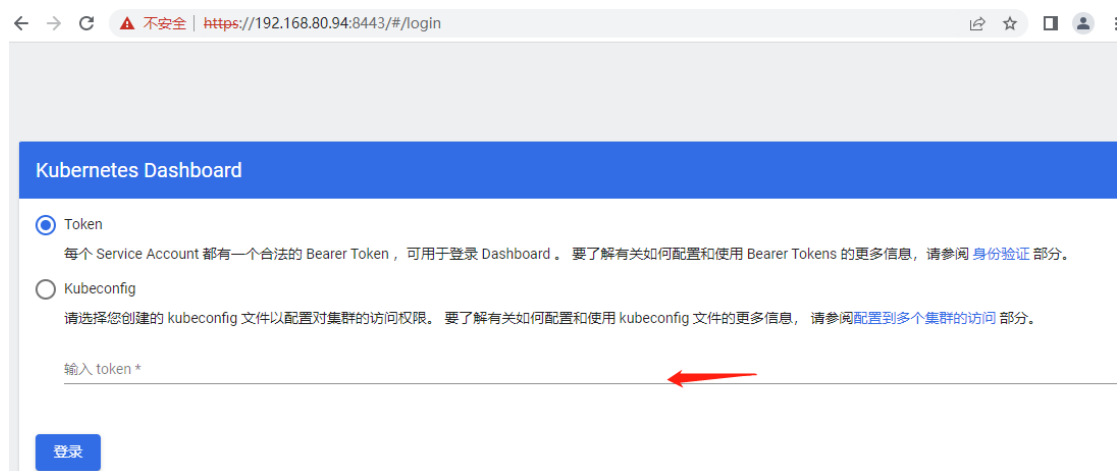 不安全 | https://192.168.80.94:8443/#/login
Kubernetes Dashboard
Token
每个 Service Account 都有一个合法的 Bearer Token ，可用于登录 Dashboard 。 要了解有关如何配置和使用 Bearer Tokens 的更多信息，请参阅 身份验证 部分。
Kubeconfig
请选择您创建的 kubeconfig 文件以配置对集群的访问权限。 要了解有关如何配置和使用 kubeconfig 文件的更多信息， 请参阅配置到多个集群的访问 部分。
输入 token *
登录